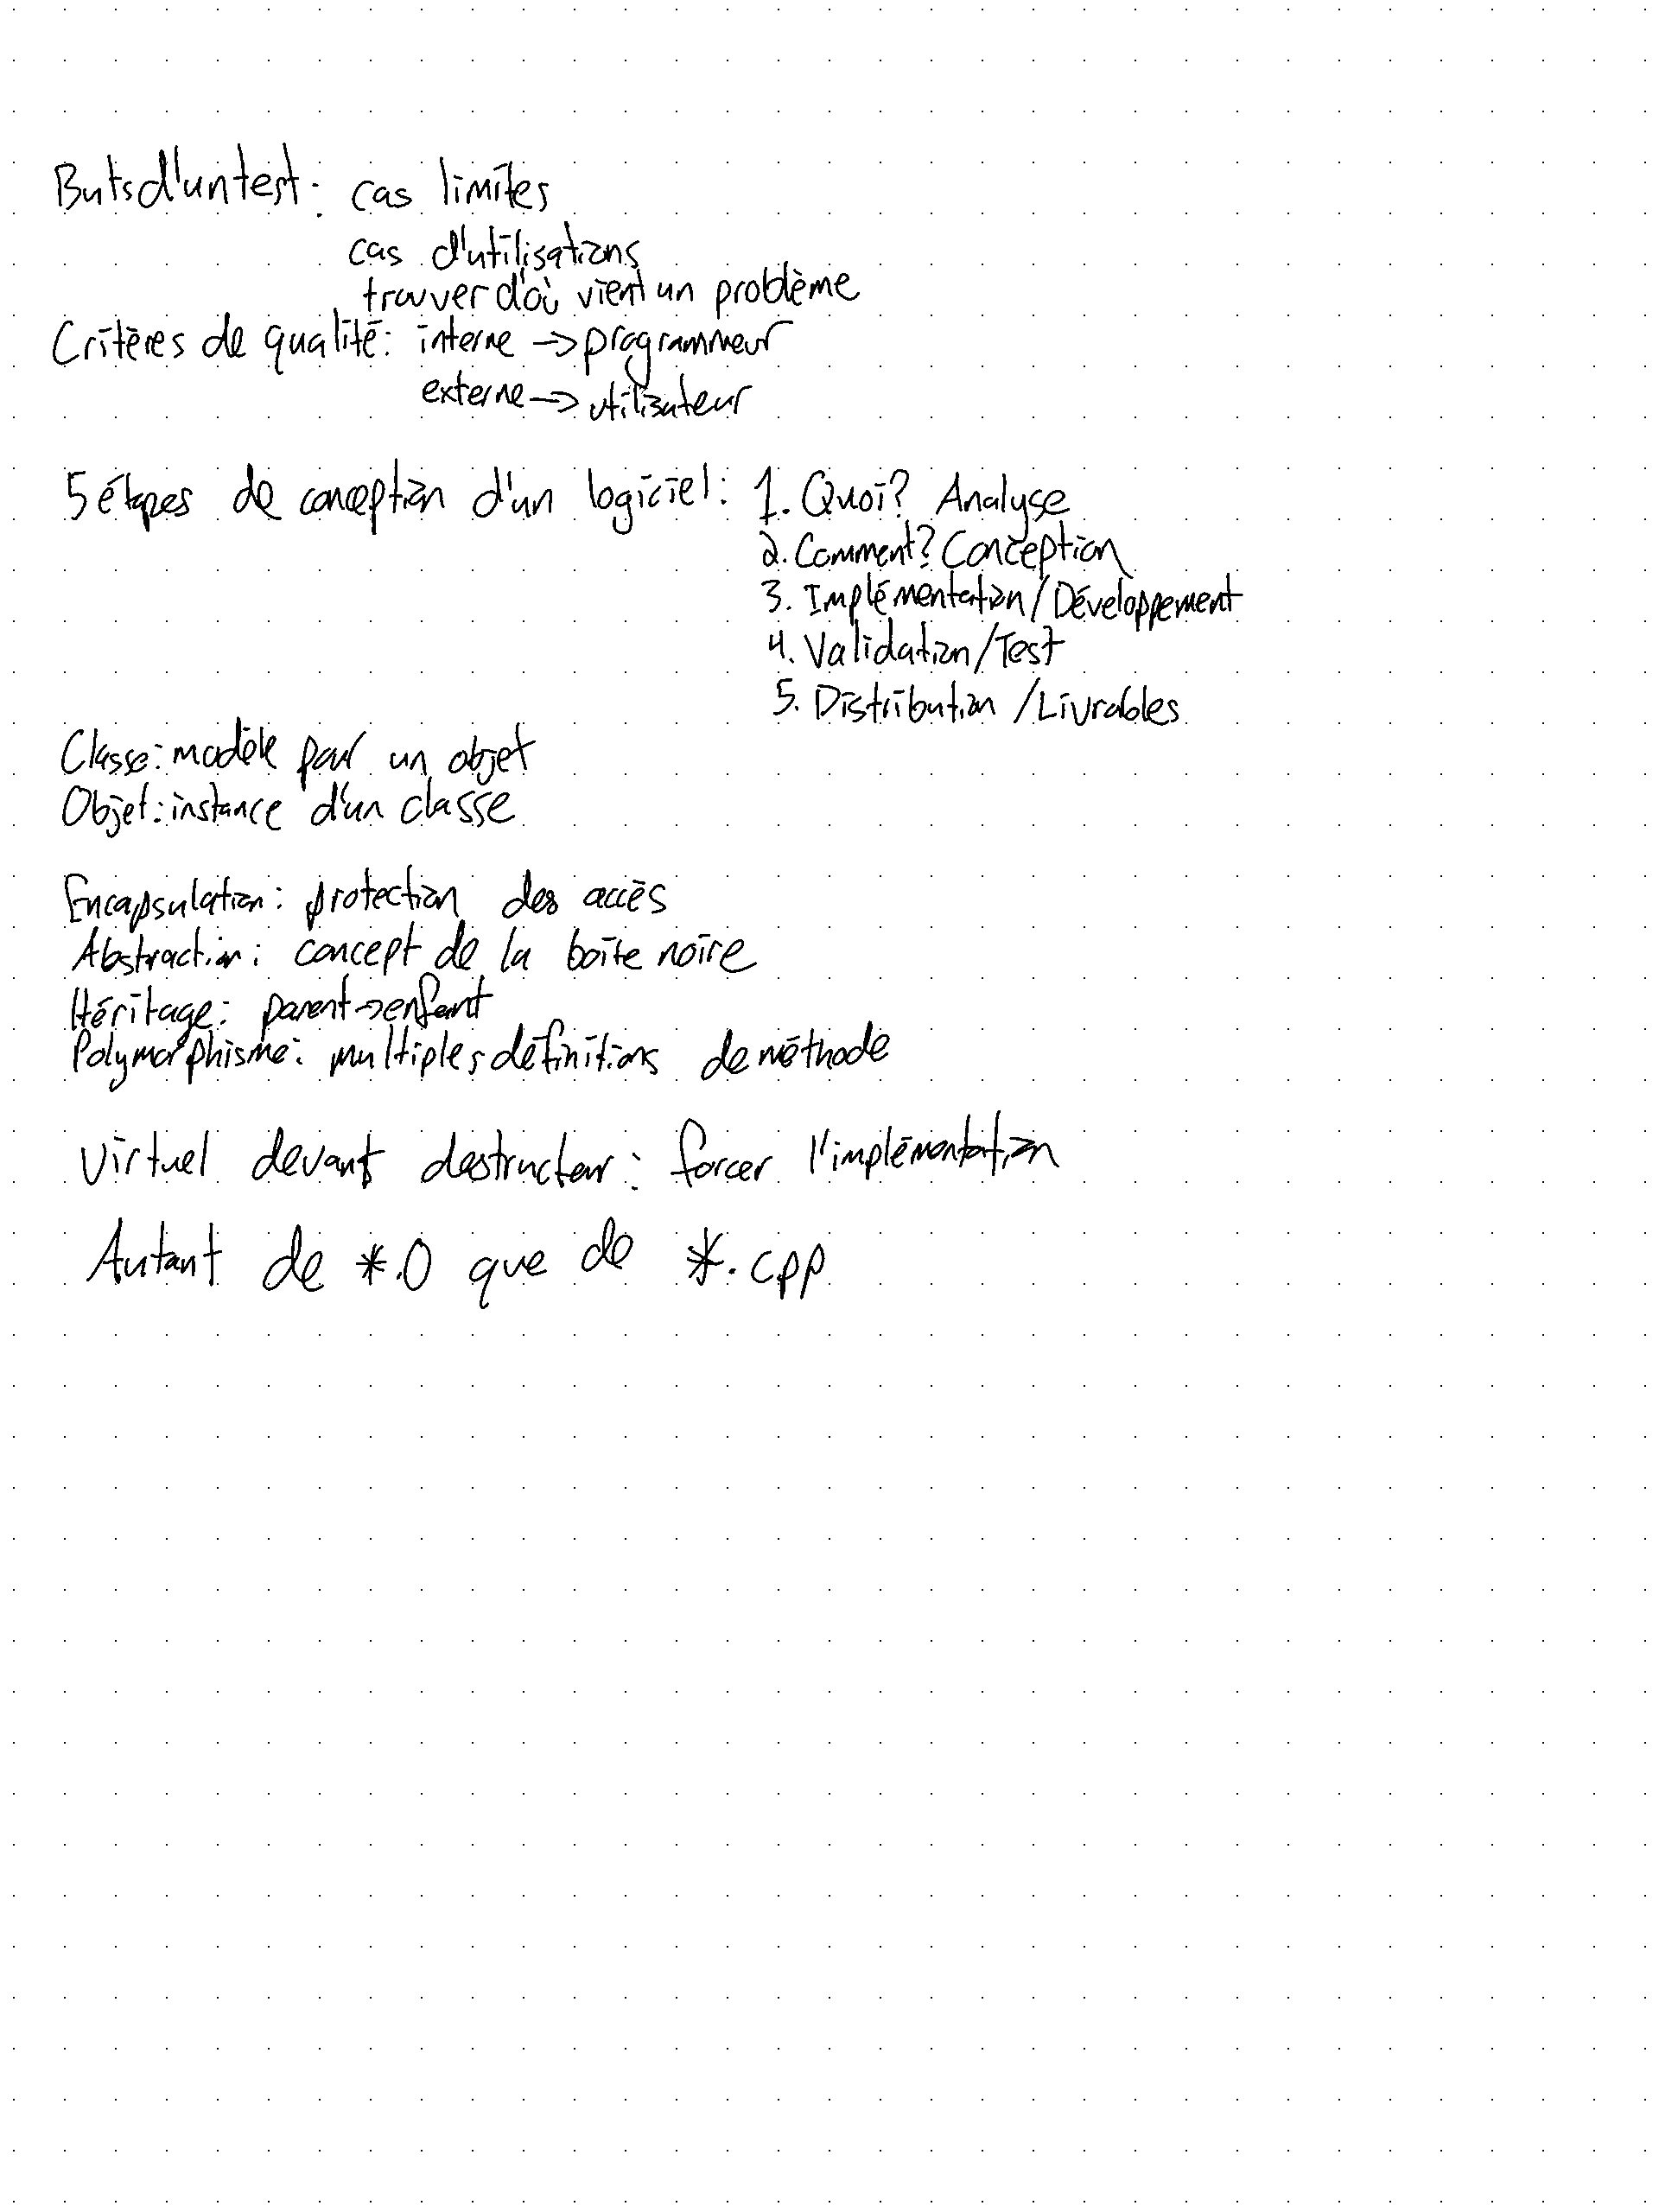 Buts d'un test: cas limites
cas d'utilisations
trouver d'où vient un problème
Critères de qualité: interne -> programmeur
externe -> utilisateur
5 étapes de conception d'un logiciel: 1. Quoi? Analyse
2. Comment? Conception
3. Implémentation/Développement
4. Validation/Test
5. Distribution/Livrables
Classe: modèle pour un objet
Objet: instance d'un classe
Encapsulation: protection des accès
Abstraction: concept de la boîte noire
Héritage: parent->enfant
Polymorphisme: multiples définitions de méthode
Virtuel devant destructeur: forcer l'implémentation
Autant de *.O que de *.cpp